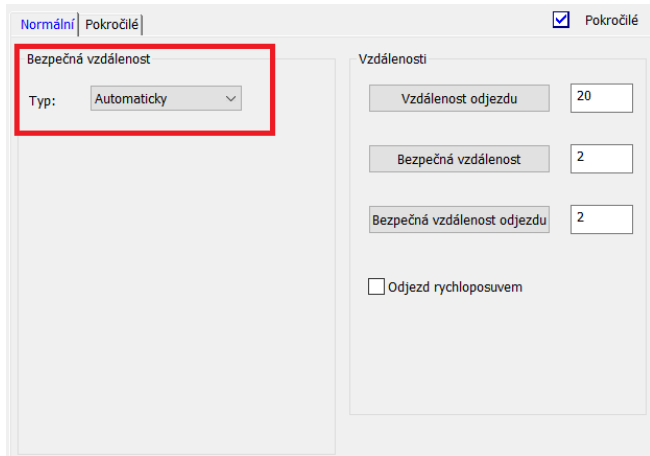 Normální Pokročilé Pokročilé
Bezpečná vzdálenost
Typ: Automaticky
Vzdálenosti
Vzdálenost odjezdu 20
Bezpečná vzdálenost 2
Bezpečná vzdálenost odjezdu 2
Odjezd rychloposuvem